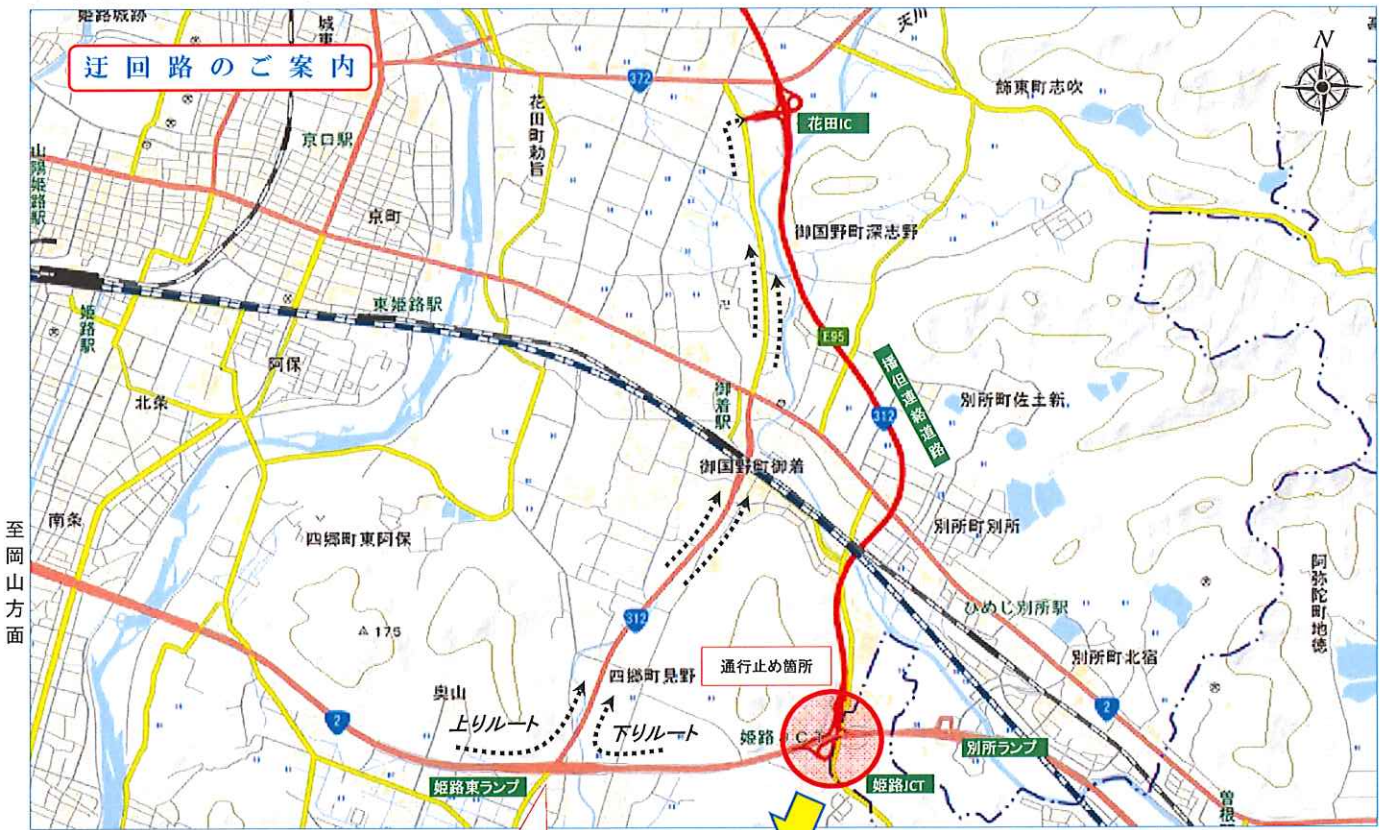 姫路城跡
城東
迂回路のご案内
372
天川
N
飾東町志吹
花田町勅旨
花田IC
京口駅
山陽姫路駅
京町
御国野町深志野
東姫路駅
姫路駅
E95
播但連絡道路
阿保
御着駅
312
別所町佐土新
北条
御国野町御着
南条
四郷町東阿保
別所町別所
至岡山方面
阿弥陀町地徳
312
176
ひめじ別所駅
通行止め箇所
四郷町見野
別所町北宿
奥山
2
2
上りルート
下りルート
姫路JCT
別所ランプ
姫路東ランプ
姫路JCT
曽根